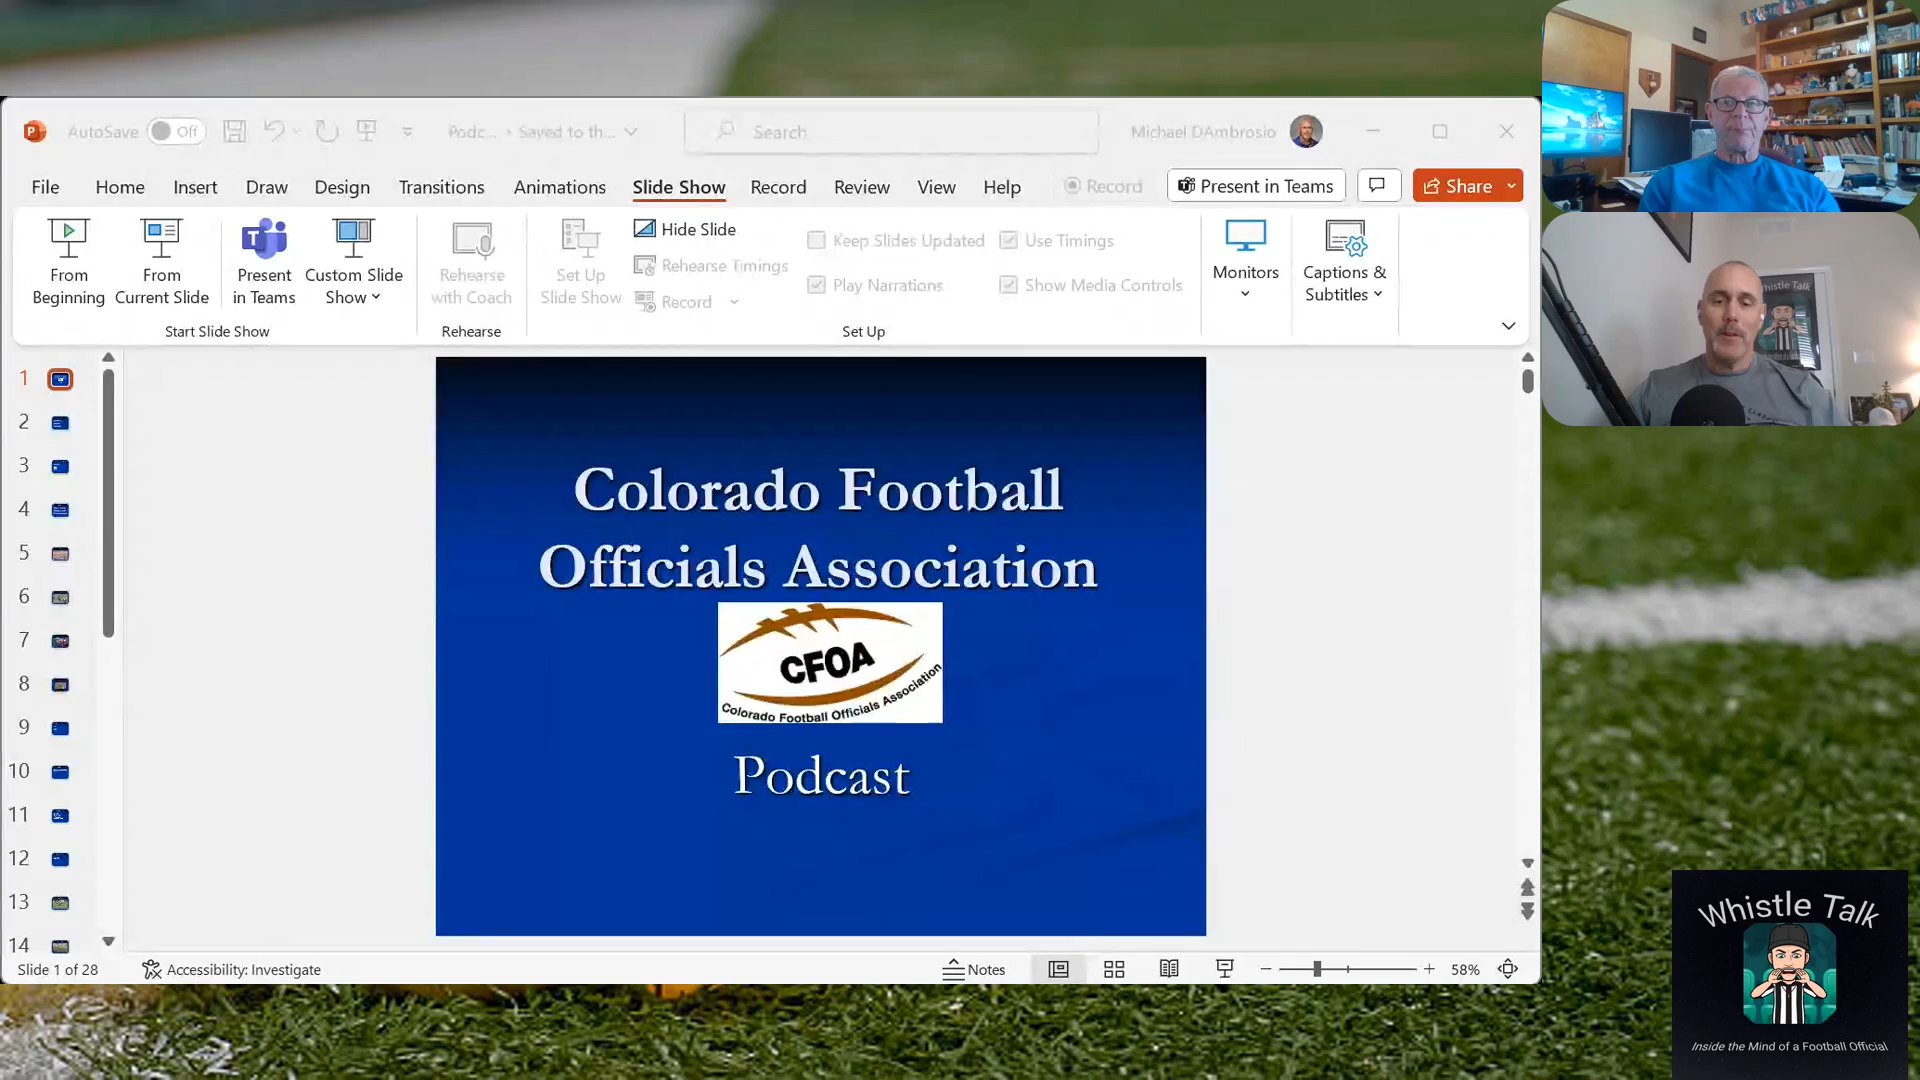 AutoSave
Off
Podc... • Saved to th...
Search
Michael DAmbrosio
File
Home
Insert
Draw
Design
Transitions
Animations
Slide Show
Record
Review
View
Help
Record
Present in Teams
Share
From
Beginning
From
Current Slide
Present
in Teams
Custom Slide
Show
Start Slide Show
Rehearse
with Coach
Rehearse
Set Up
Slide Show
Hide Slide
Rehearse Timings
Record
Keep Slides Updated
Play Narrations
Use Timings
Show Media Controls
Set Up
Monitors
Captions &
Subtitles
1
2
3
4
5
6
7
8
9
10
11
12
13
14
Colorado Football
Officials Association
CFOA
Colorado Football Officials Association
Podcast
Slide 1 of 28
Accessibility: Investigate
Notes
58%
Whistle Talk
Whistle Talk
Inside the Mind of a Football Official